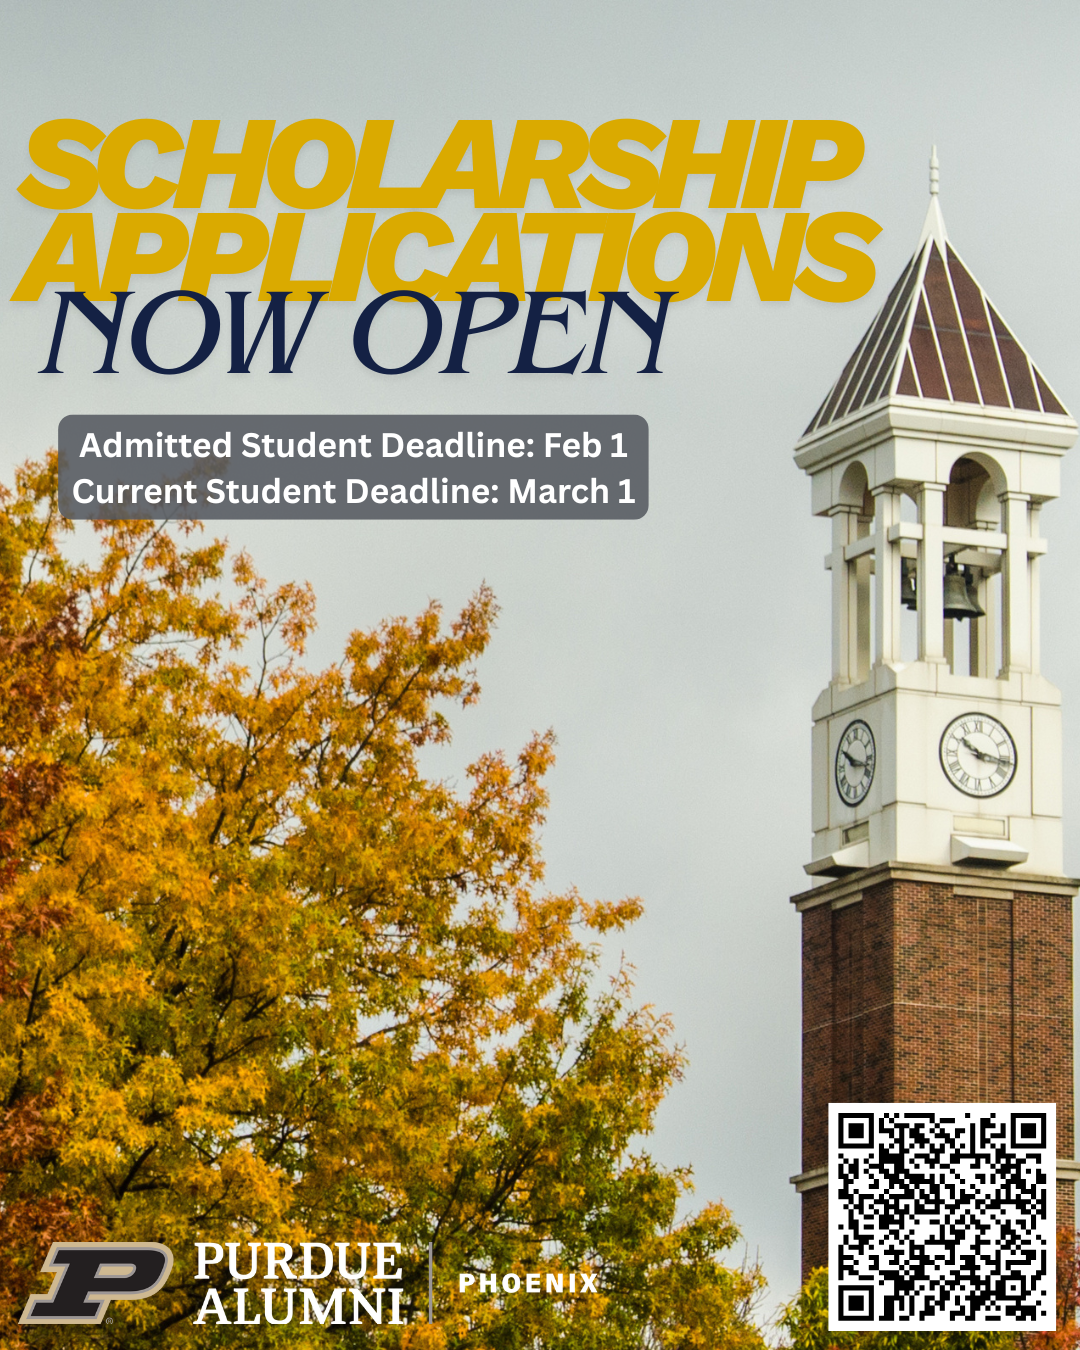 SCHOLARSHIP
APPLICATIONS
NOW OPEN
Admitted Student Deadline: Feb 1
Current Student Deadline: March 1
P
PURDUE
ALUMNI
PHOENIX